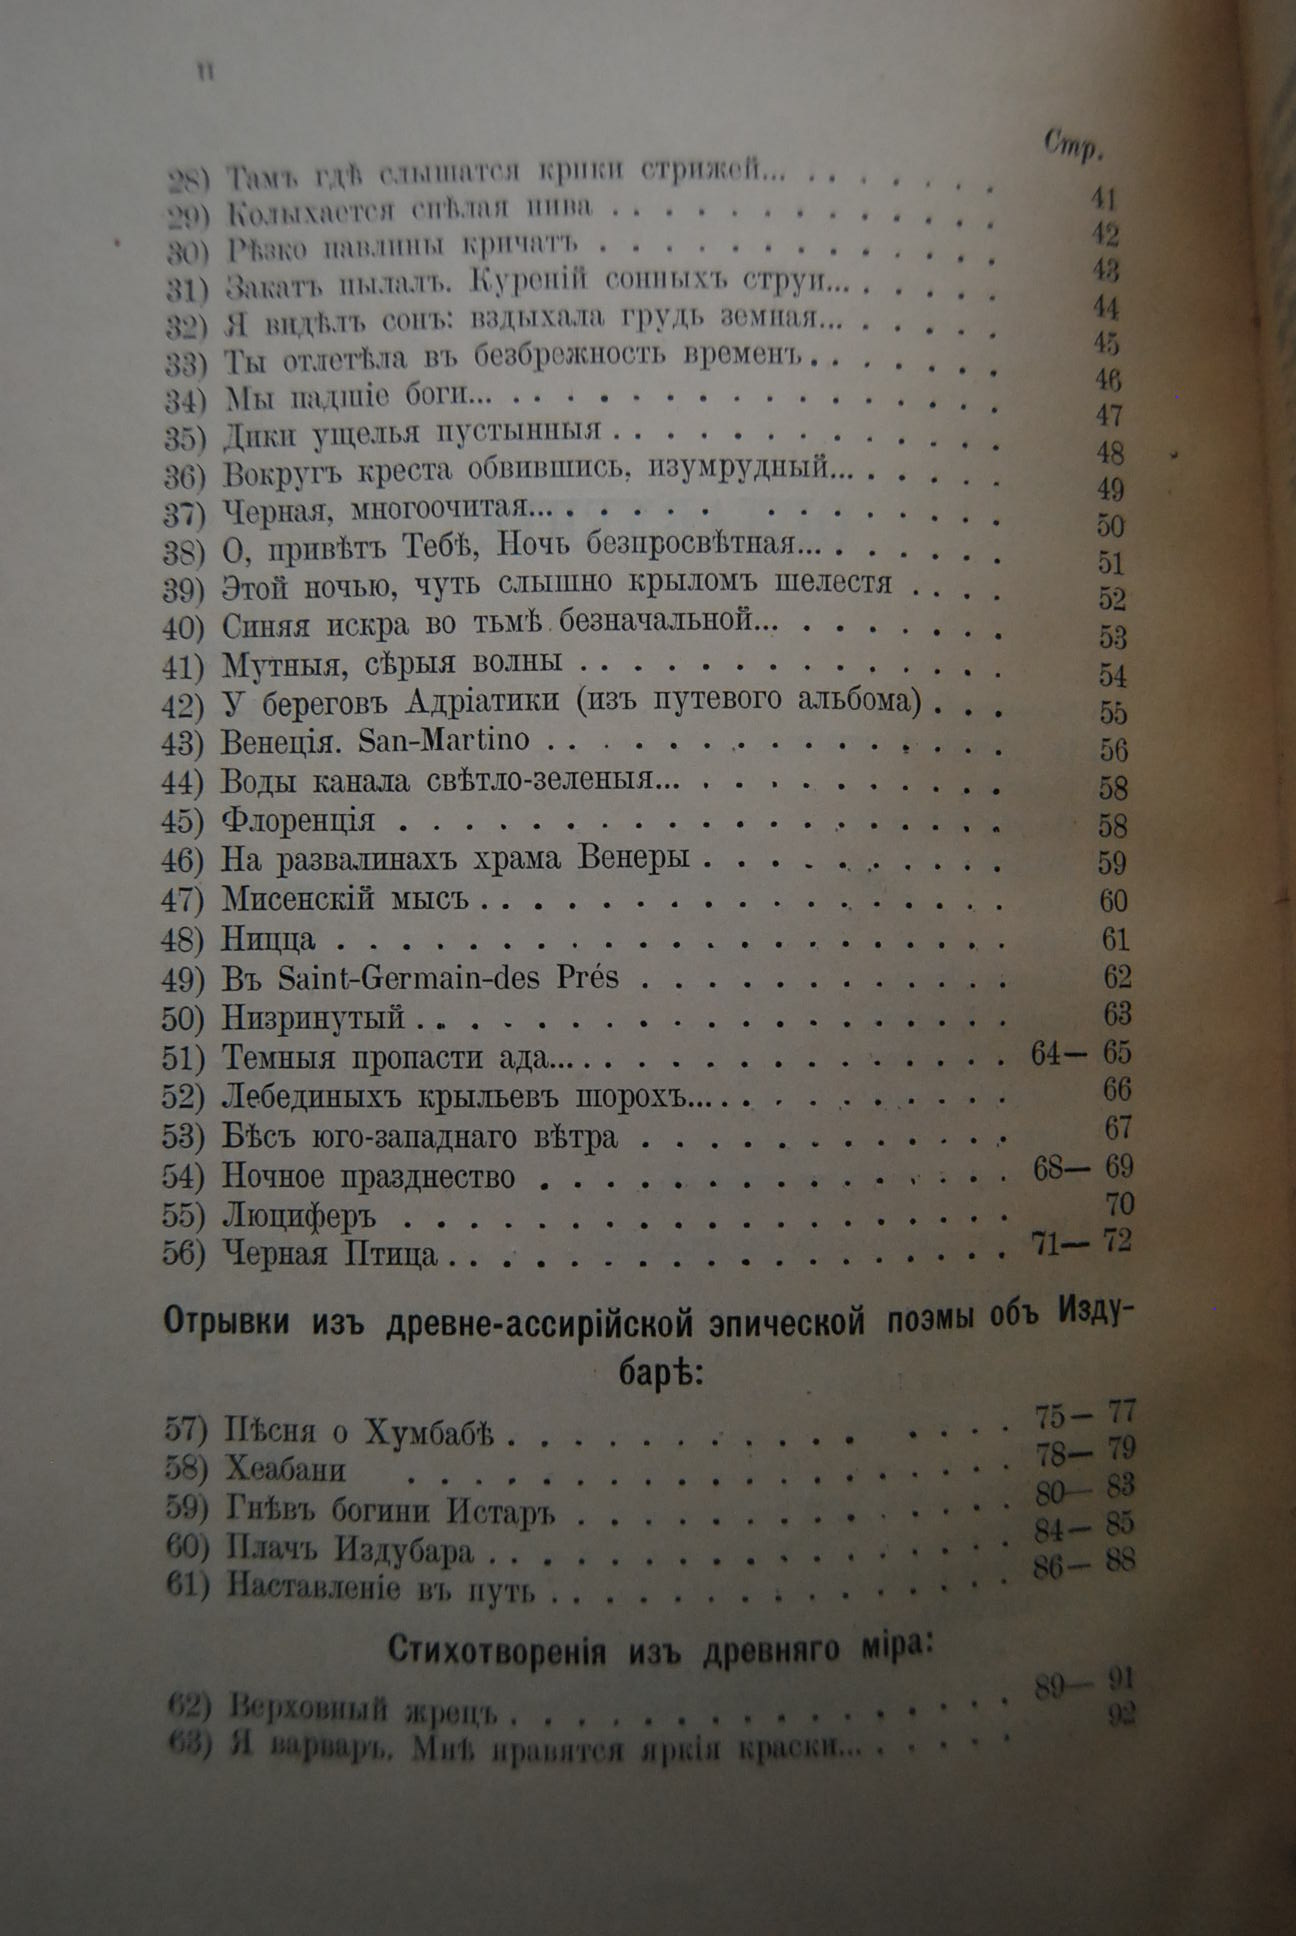 II
Стр.
28) Тамъ гдѣ слышатся крики стрижей... . . . . . . . 41
29) Колыхается спѣлая нива . . . . . . . . . . . . . 42
30) Рѣзко павлины кричатъ . . . . . . . . . . . . . 43
31) Закатъ пылалъ. Куреній сонныхъ струи... . . . . . 44
32) Я видѣлъ сонъ: вздыхала грудь земная... . . . . . 45
33) Ты отлетѣла въ безбрежность временъ. . . . . . . 46
34) Мы падшіе боги... . . . . . . . . . . . . . . . . 47
35) Дики ущелья пустынныя . . . . . . . . . . . . . 48
36) Вокругъ креста обвившись, изумрудный... . . . . . 49
37) Черная, многоочитая... . . . . . . . . . . . . . 50
38) О, привѣтъ Тебѣ, Ночь безпросвѣтная... . . . . . . 51
39) Этой ночью, чуть слышно крыломъ шелестя . . . . 52
40) Синяя искра во тьмѣ безначальной... . . . . . . . 53
41) Мутныя, сѣрыя волны . . . . . . . . . . . . . . 54
42) У береговъ Адріатики (изъ путевого альбома) . . . 55
43) Венеція. San-Martino . . . . . . . . . . . . . . . 56
44) Воды канала свѣтло-зеленыя... . . . . . . . . . . 58
45) Флоренція . . . . . . . . . . . . . . . . . . . 58
46) На развалинахъ храма Венеры . . . . . . . . . . 59
47) Мисенскій мысъ . . . . . . . . . . . . . . . . . 60
48) Ницца . . . . . . . . . . . . . . . . . . . . . 61
49) Въ Saint-Germain-des Prés . . . . . . . . . . . . 62
50) Низринутый . . . . . . . . . . . . . . . . . . . 63
51) Темныя пропасти ада... . . . . . . . . . . . . . 64— 65
52) Лебединыхъ крыльевъ шорохъ... . . . . . . . . . . 66
53) Бѣсъ юго-западнаго вѣтра . . . . . . . . . . . . 67
54) Ночное празднество . . . . . . . . . . . . . . . 68— 69
55) Люциферъ . . . . . . . . . . . . . . . . . . . 70
56) Черная Птица . . . . . . . . . . . . . . . . . . 71— 72
Отрывки изъ древне-ассирійской эпической поэмы объ Изду-
барѣ:
57) Пѣсня о Хумбабѣ . . . . . . . . . . . . . . . 75— 77
58) Хеабани . . . . . . . . . . . . . . . . . . . 78— 79
59) Гнѣвъ богини Истаръ . . . . . . . . . . . . . . 80— 83
60) Плачъ Издубара . . . . . . . . . . . . . . . . . 84— 85
61) Наставленіе въ путь . . . . . . . . . . . . . . . 86— 88
Стихотворенія изъ древняго міра:
62) Верховный жрецъ . . . . . . . . . . . . . . . . 89— 91
63) Я варваръ. Мнѣ нравятся яркія краски... . . . . . 92